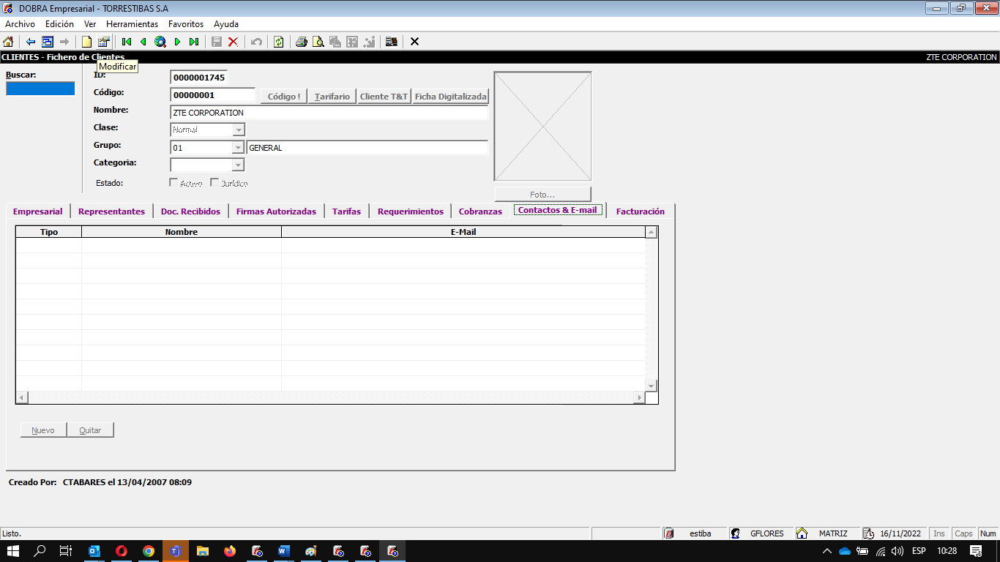 DOBRA Empresarial - TORRESTIBAS S.A
Archivo Edición Ver Herramientas Favoritos Ayuda
CLIENTES - Fichero de Clientes ZTE CORPORATION
Modificar
Buscar:
ID: 0000001745
Código: 00000001 Código ! Tarifario Cliente T&T Ficha Digitalizada
Nombre: ZTE CORPORATION
Clase: Normal
Grupo: 01 GENERAL
Categoria:
Estado: Activo Jurídico
Foto...
Empresarial Representantes Doc. Recibidos Firmas Autorizadas Tarifas Requerimientos Cobranzas Contactos & E-mail Facturación
Tipo Nombre E-Mail
Nuevo Quitar
Creado Por: CTABARES el 13/04/2007 08:09
Listo. estiba GFLORES MATRIZ 16/11/2022 Ins Caps Num
ESP 10:28